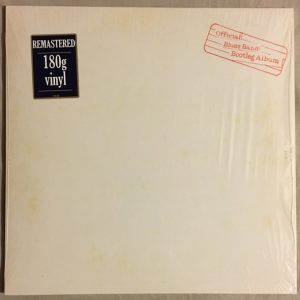 REMASTERED
180g
vinyl
Official
Blues Band
Bootleg Album